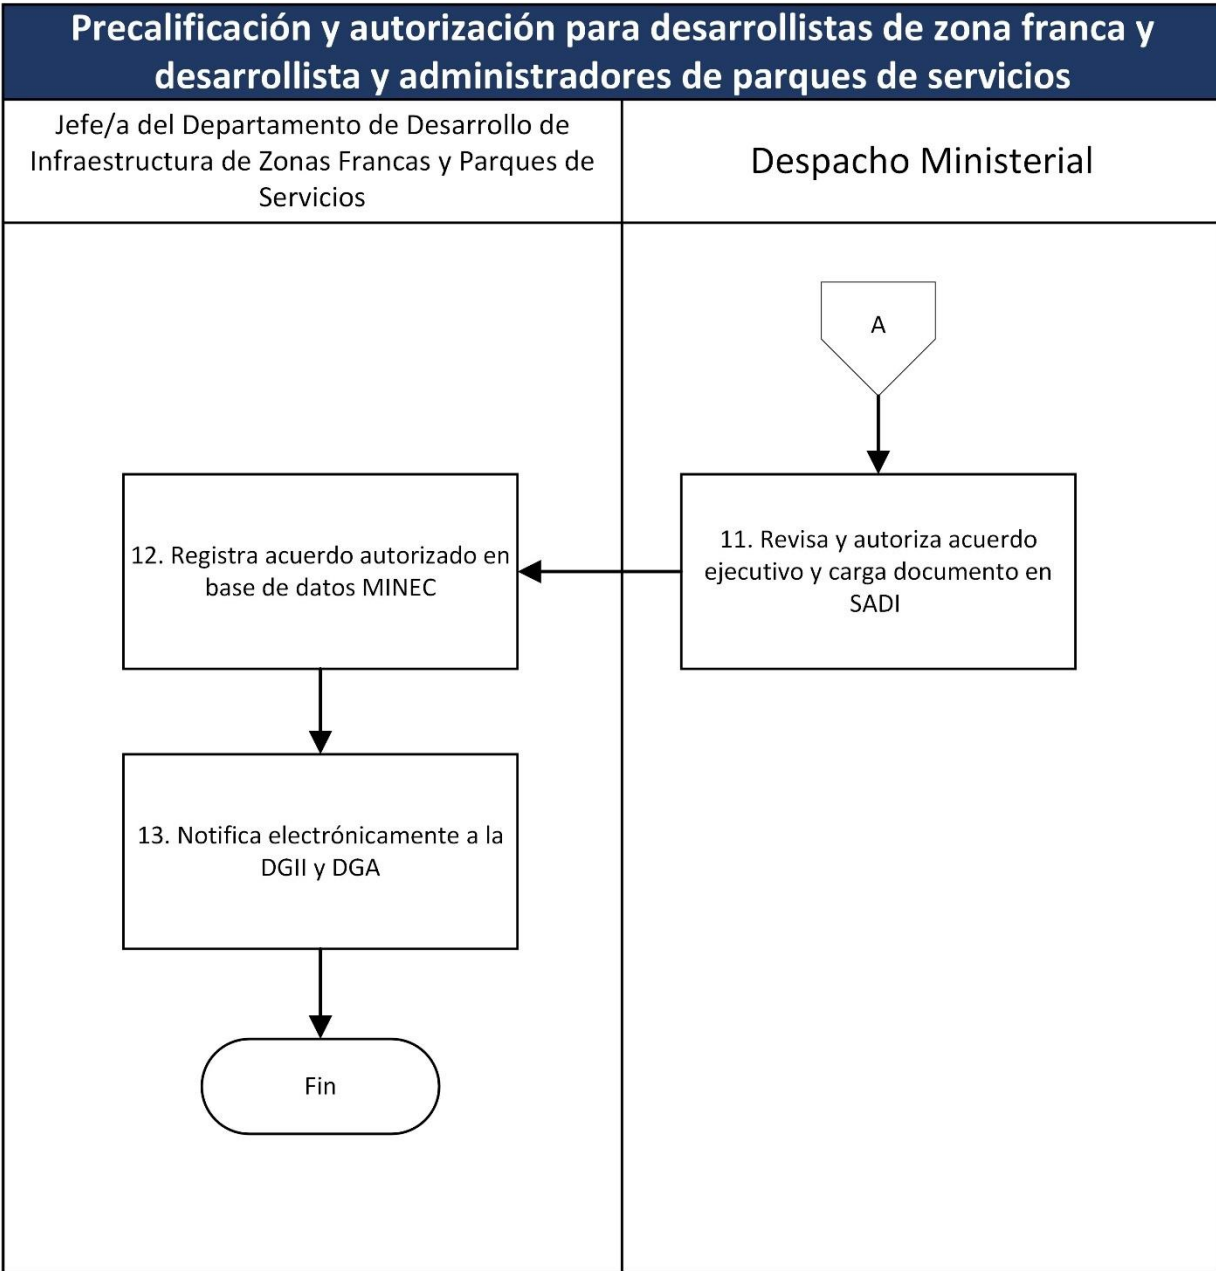 Precalificación y autorización para desarrollistas de zona franca y
desarrollista y administradores de parques de servicios
Jefe/a del Departamento de Desarrollo de
Infraestructura de Zonas Francas y Parques de
Servicios
Despacho Ministerial
A
11. Revisa y autoriza acuerdo
ejecutivo y carga documento en
SADI
12. Registra acuerdo autorizado en
base de datos MINEC
13. Notifica electrónicamente a la
DGII y DGA
Fin